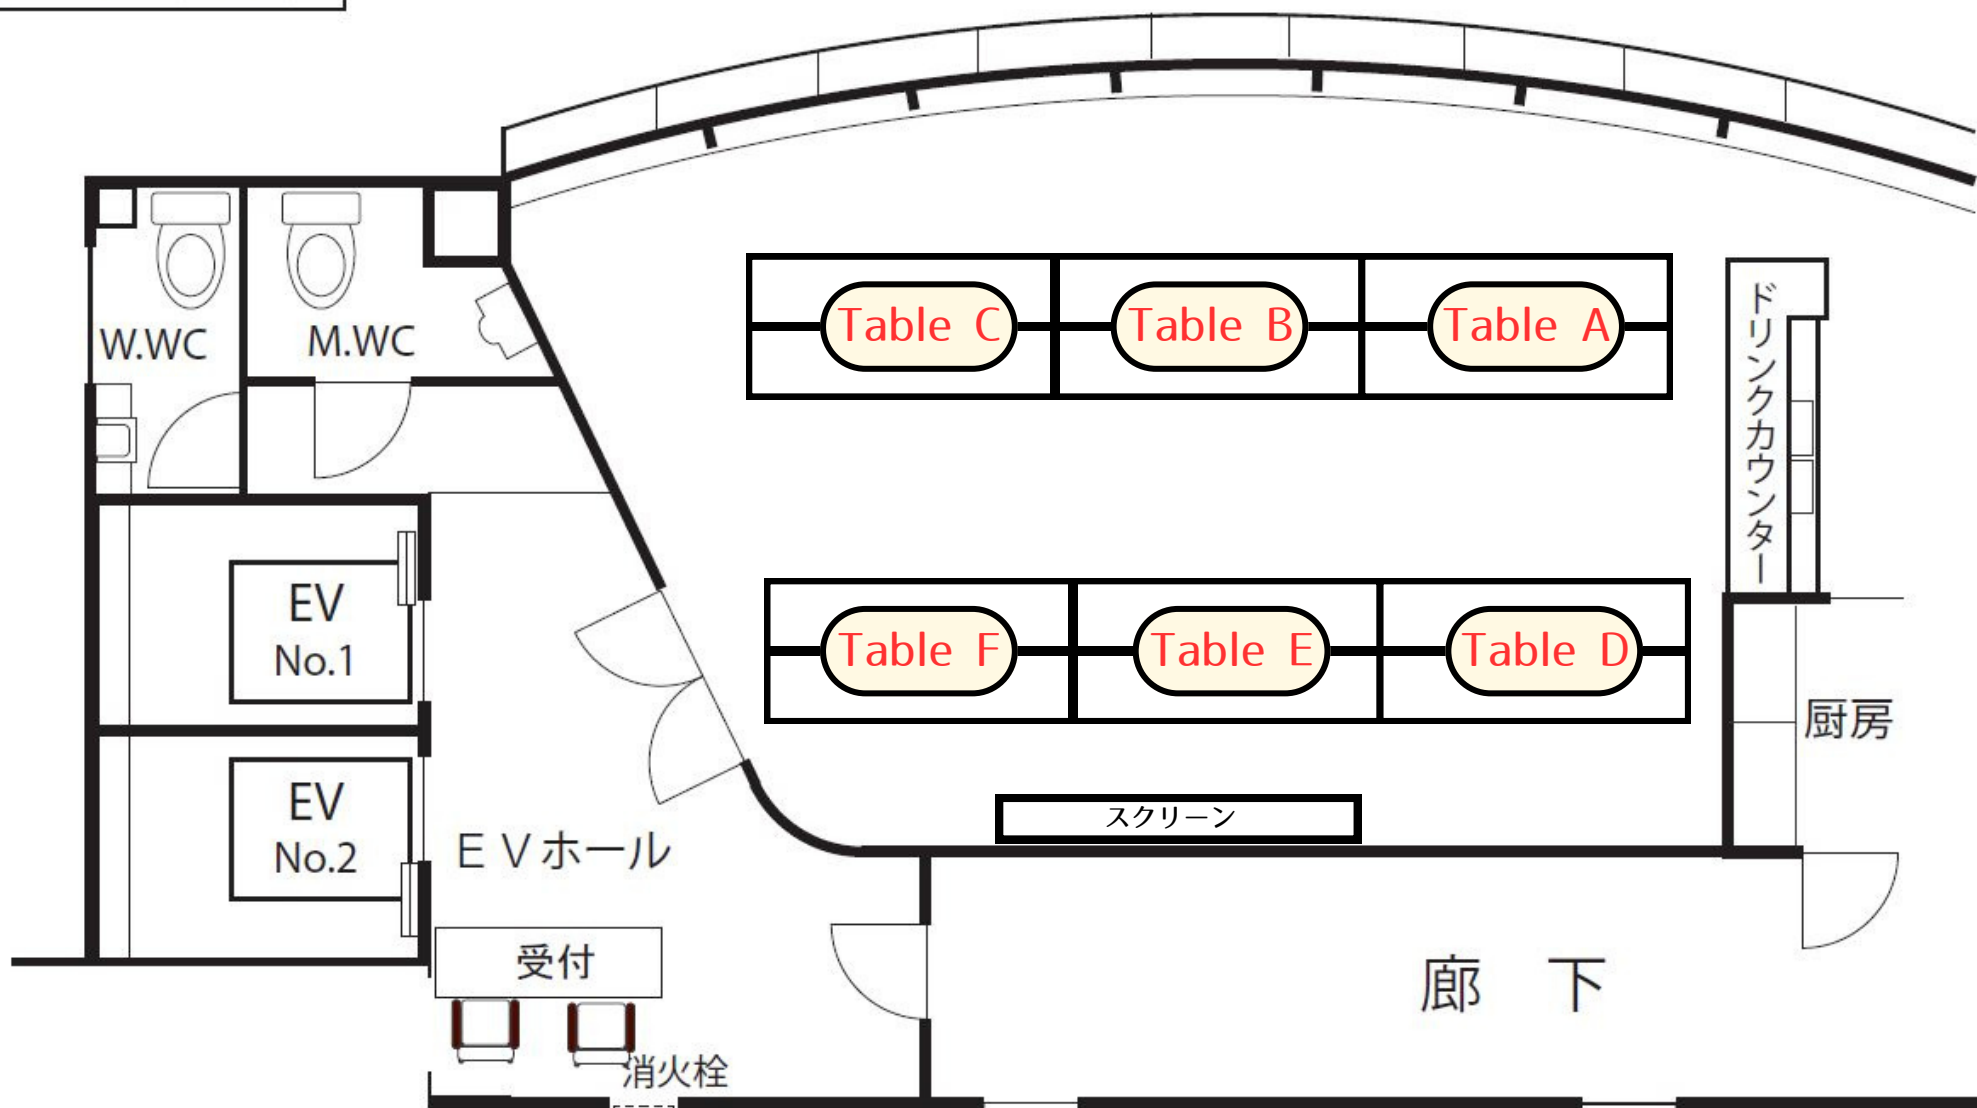 W.WC
M.WC
Table C
Table B
Table A
ドリンクカウンター
EV
No.1
Table F
Table E
Table D
厨房
EV
No.2
ＥＶホール
スクリーン
受付
廊 下
消火栓